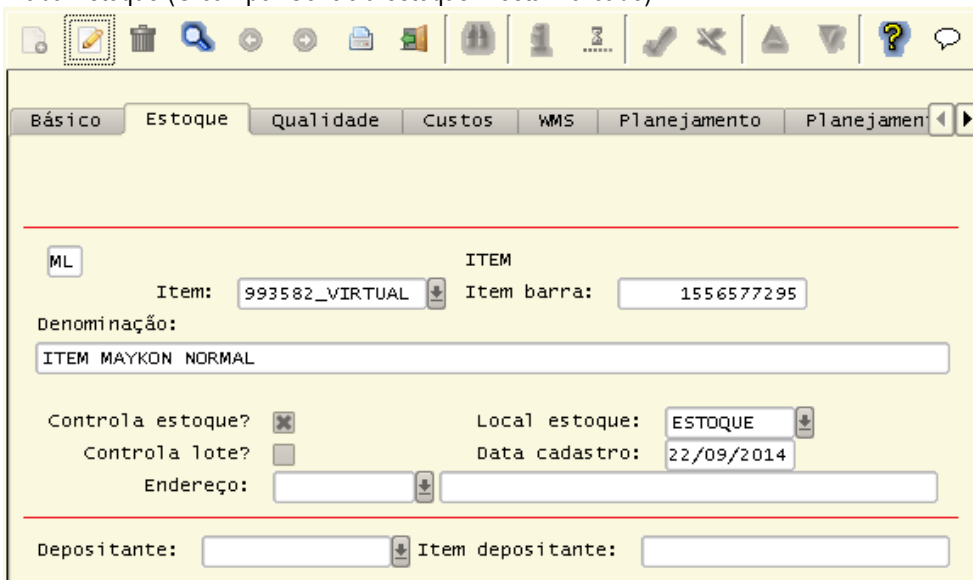 Básico Estoque Qualidade Custos WMS Planejamento Planejamen
ML ITEM
Item: 993582_VIRTUAL Item barra: 1556577295
Denominação:
ITEM MAYKON NORMAL
Controla estoque? Local estoque: ESTOQUE
Controla lote? Data cadastro: 22/09/2014
Endereço:
Depositante: Item depositante: